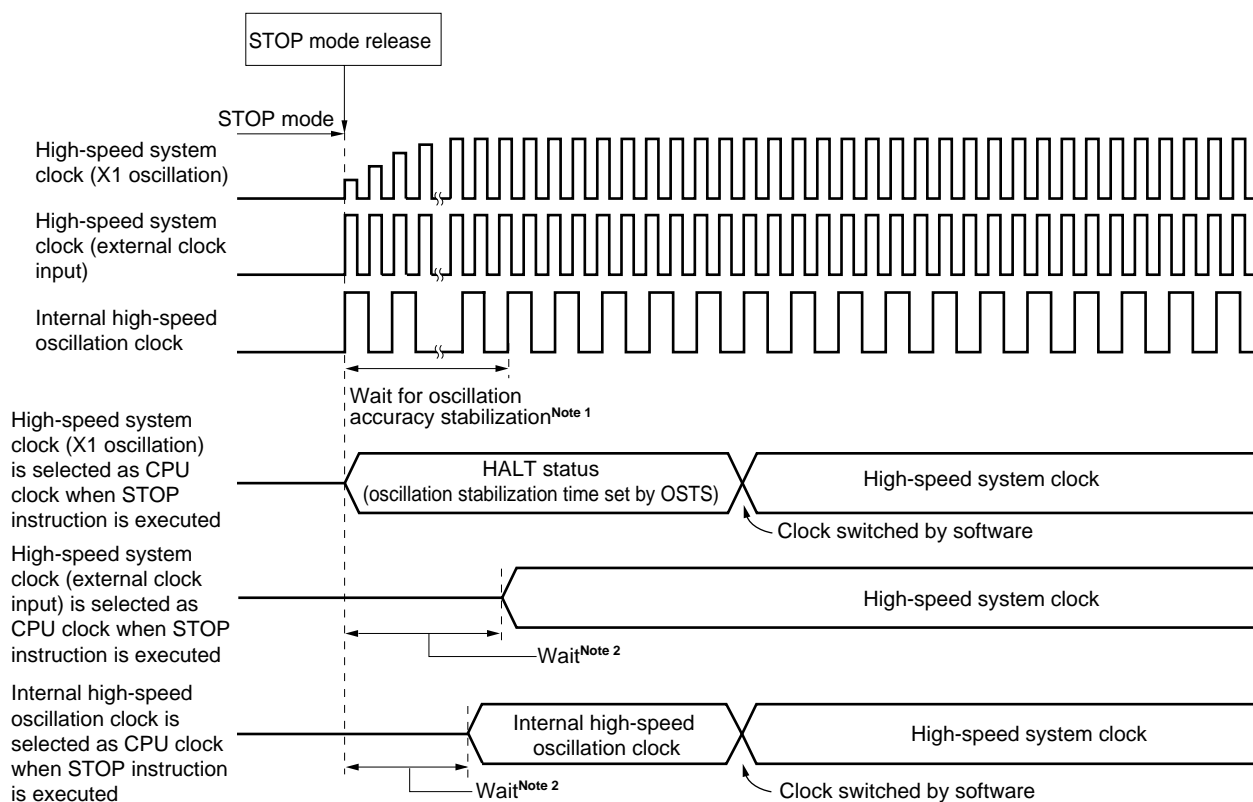 STOP mode release
STOP mode
High-speed system
clock (X1 oscillation)
High-speed system
clock (external clock
input)
Internal high-speed
oscillation clock
Wait for oscillation
accuracy stabilizationNote 1
High-speed system
clock (X1 oscillation)
is selected as CPU
clock when STOP
instruction is executed
HALT status
(oscillation stabilization time set by OSTS)
High-speed system clock
Clock switched by software
High-speed system
clock (external clock
input) is selected as
CPU clock when STOP
instruction is executed
High-speed system clock
WaitNote 2
Internal high-speed
oscillation clock is
selected as CPU clock
when STOP instruction
is executed
Internal high-speed
oscillation clock
High-speed system clock
WaitNote 2
Clock switched by software